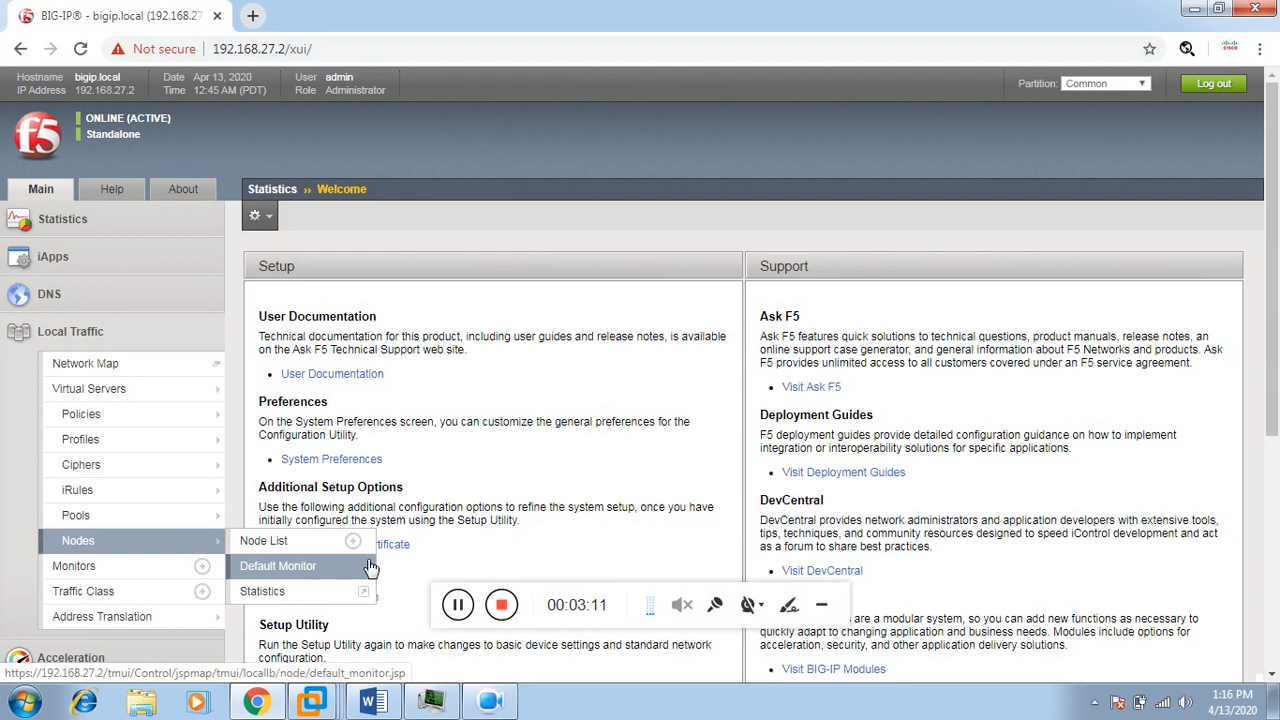 BIG-IP® - bigip.local (192.168.27
Not secure
192.168.27.2/xui/
Hostname bigip.local
IP Address 192.168.27.2
Date Apr 13, 2020
Time 12:45 AM (PDT)
User admin
Role Administrator
Partition: Common
Log out
f5
ONLINE (ACTIVE)
Standalone
Main
Help
About
Statistics
iApps
DNS
Local Traffic
Network Map
Virtual Servers
Policies
Profiles
Ciphers
iRules
Pools
Nodes
Monitors
Traffic Class
Address Translation
Acceleration
Node List
Default Monitor
Statistics
Statistics ›› Welcome
Setup
User Documentation
Technical documentation for this product, including user guides and release notes, is available
on the Ask F5 Technical Support web site.
User Documentation
Preferences
On the System Preferences screen, you can customize the general preferences for the
Configuration Utility.
System Preferences
Additional Setup Options
Use the following additional configuration options to refine the system setup, once you have
initially configured the system using the Setup Utility.
rtificate
Setup Utility
Run the Setup Utility again to make changes to basic device settings and standard network
configuration.
Support
Ask F5
Ask F5 features quick solutions to technical questions, product manuals, release notes, an
online support case generator, and general information about F5 Networks and products. Ask
F5 provides unlimited access to all customers covered under an F5 service agreement.
Visit Ask F5
Deployment Guides
F5 deployment guides provide detailed configuration guidance on how to implement
integration or interoperability solutions for specific applications.
Visit Deployment Guides
DevCentral
DevCentral provides network administrators and application developers with extensive tools,
tips, techniques, and community resources designed to speed iControl development and act
as a forum to share best practices.
Visit DevCentral
es are a modular system, so you can add new functions as necessary to
quickly adapt to changing application and business needs. Modules include options for
acceleration, security, and other application delivery solutions.
Visit BIG-IP Modules
00:03:11
https://192.168.27.2/tmui/Control/jspmap/tmui/locallb/node/default_monitor.jsp
1:16 PM
4/13/2020